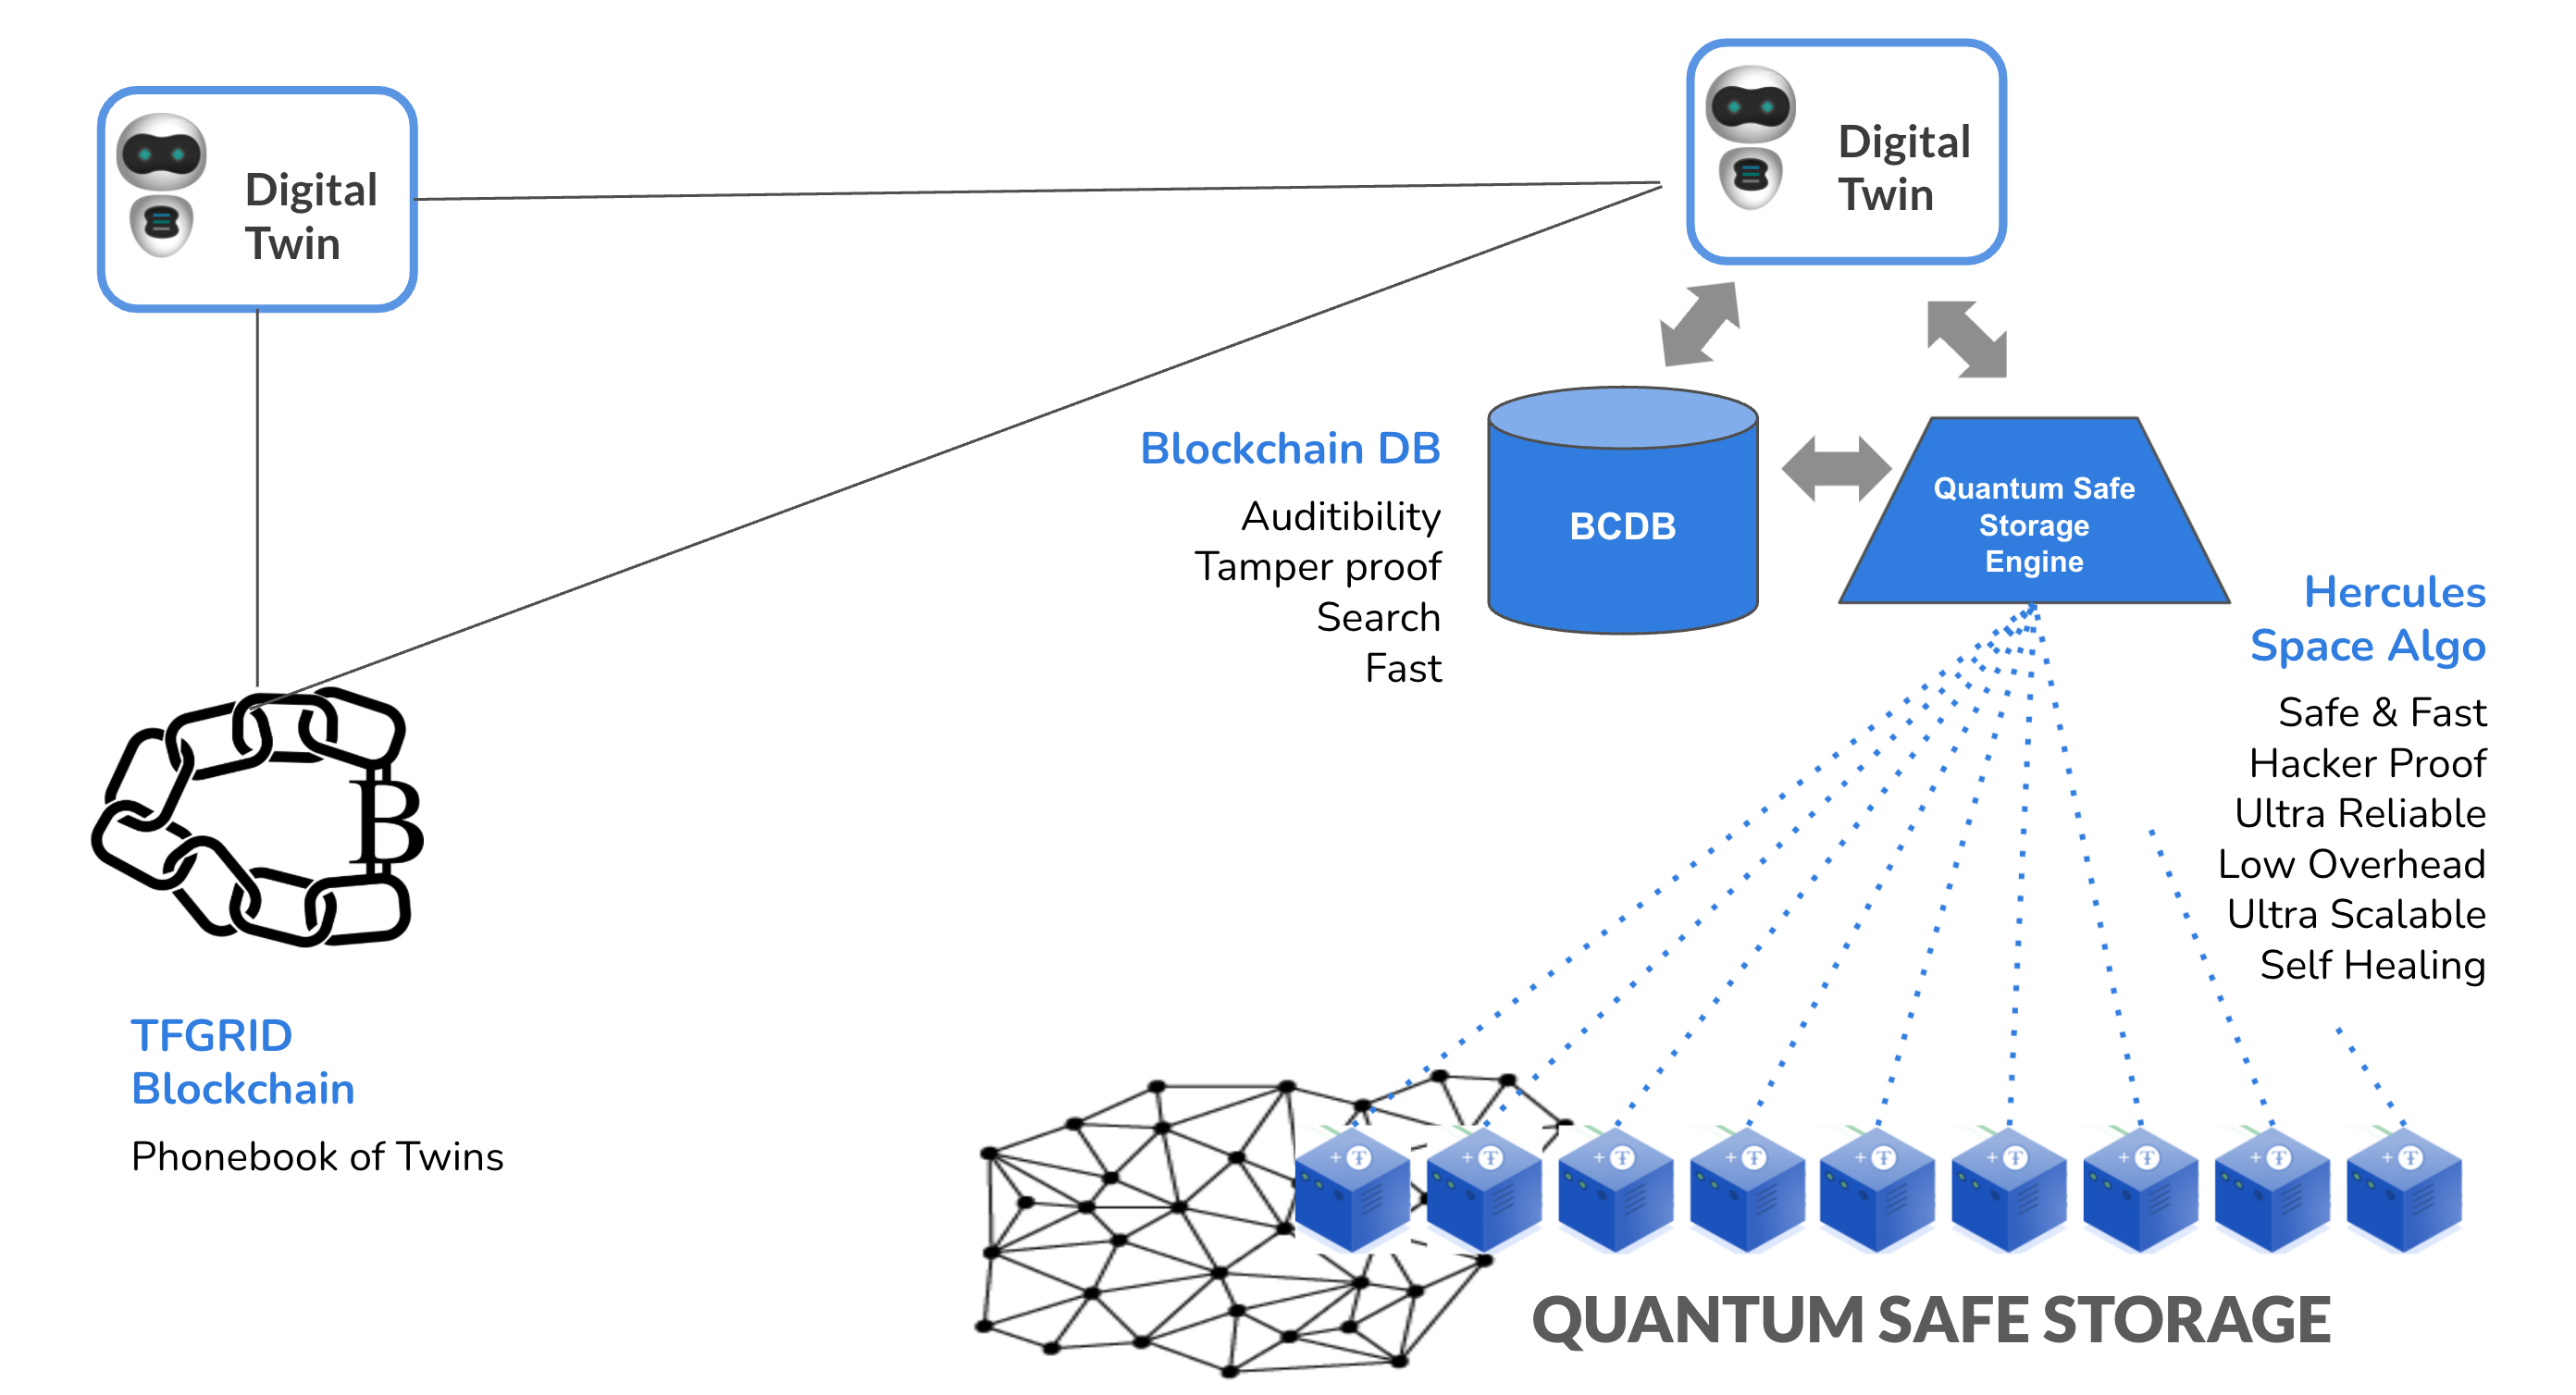 Digital
Twin
Digital
Twin
Blockchain DB
Auditibility
Tamper proof
Search
Fast
BCDB
Quantum Safe
Storage
Engine
Hercules
Space Algo
Safe & Fast
Hacker Proof
Ultra Reliable
Low Overhead
Ultra Scalable
Self Healing
B
TFGRID
Blockchain
Phonebook of Twins
+ Ŧ
+ Ŧ
+ Ŧ
+ Ŧ
+ Ŧ
+ Ŧ
+ Ŧ
+ Ŧ
+ Ŧ
QUANTUM SAFE STORAGE